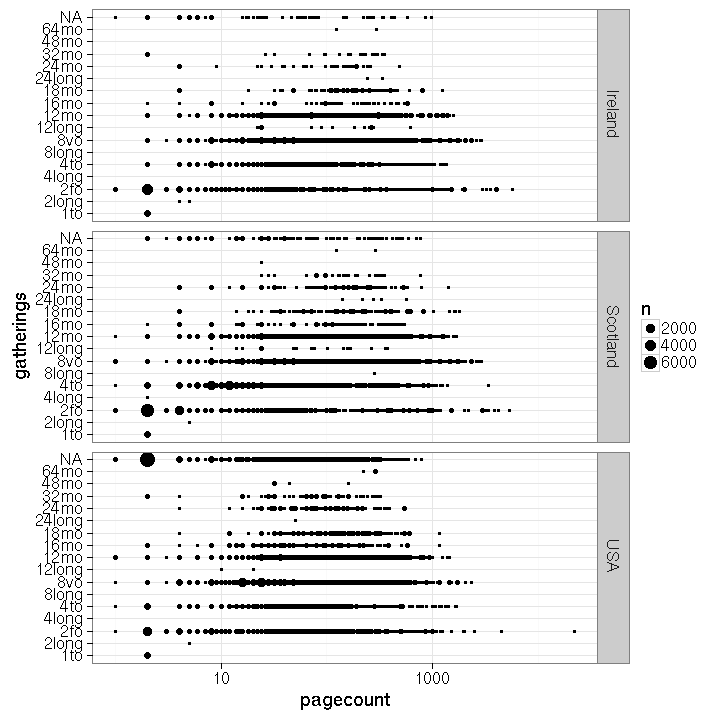 NA
64mo
48mo
32mo
24mo
24long
18mo
16mo
12mo
12long
8vo
8long
4to
4long
2fo
2long
1to
Ireland
NA
64mo
48mo
32mo
24mo
24long
18mo
16mo
12mo
12long
8vo
8long
4to
4long
2fo
2long
1to
Scotland
NA
64mo
48mo
32mo
24mo
24long
18mo
16mo
12mo
12long
8vo
8long
4to
4long
2fo
2long
1to
USA
gatherings
10
1000
pagecount
n
2000
4000
6000